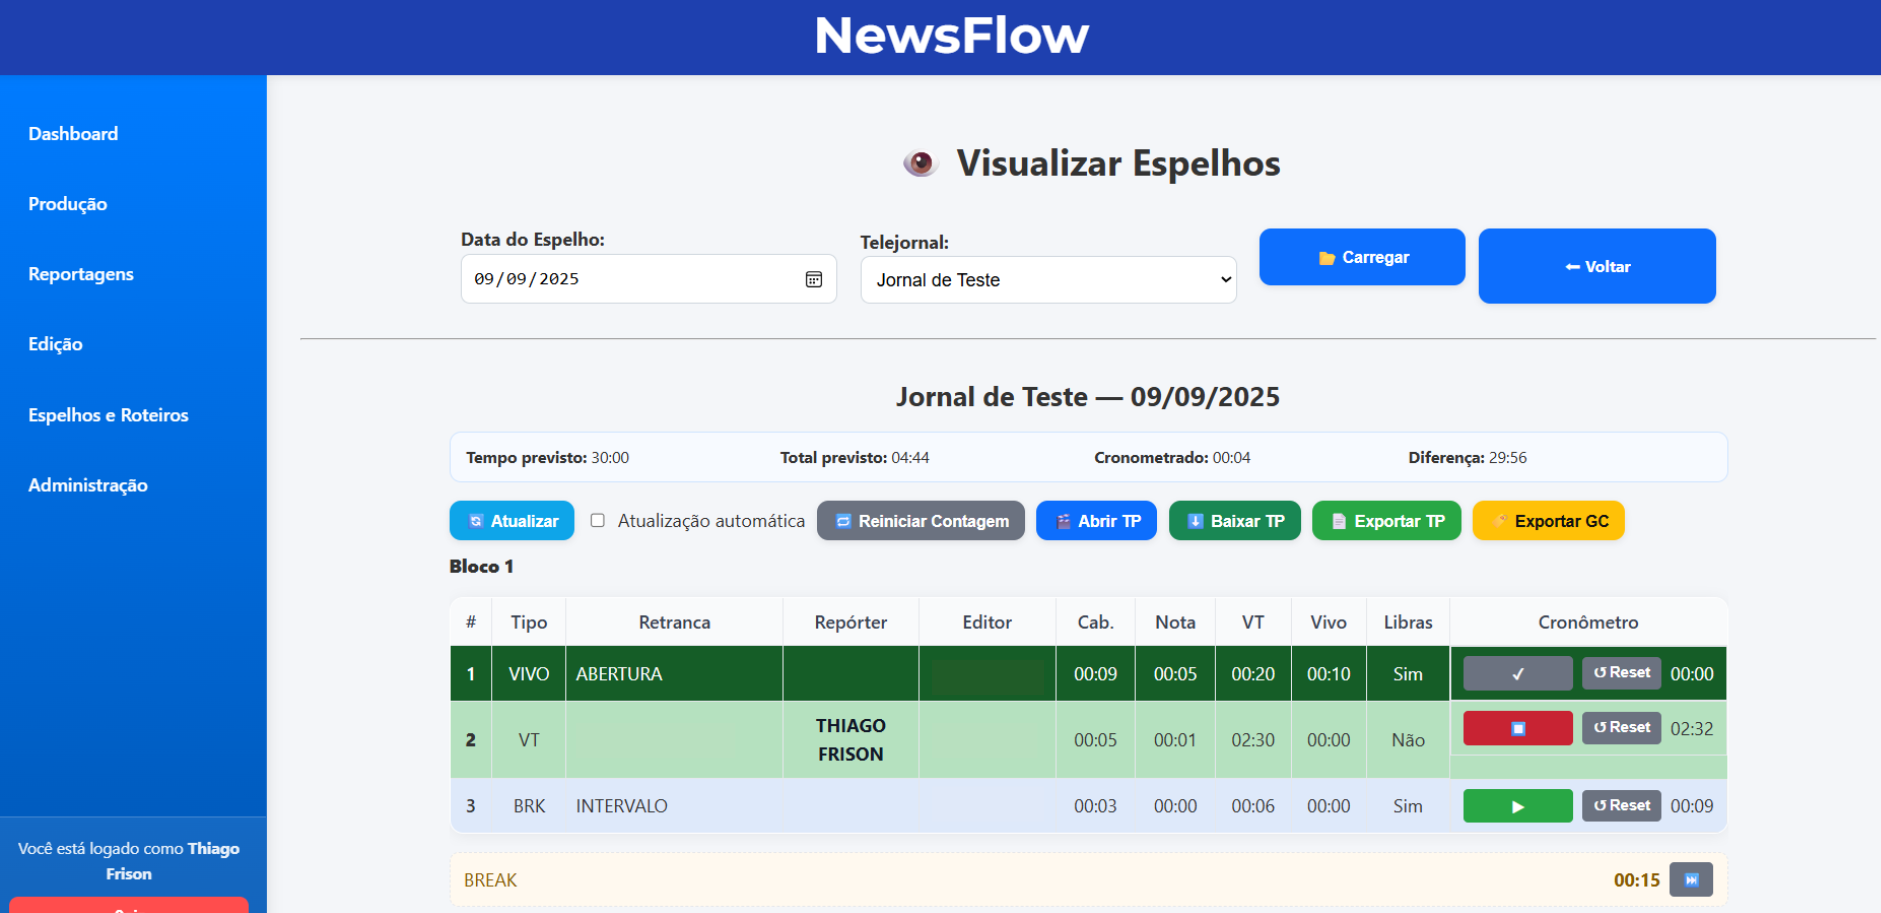 NewsFlow
Dashboard
Produção
Reportagens
Edição
Espelhos e Roteiros
Administração
Você está logado como Thiago
Frison
Visualizar Espelhos
Data do Espelho:
09/09/2025
Telejornal:
Jornal de Teste
Carregar
Voltar
Jornal de Teste — 09/09/2025
Tempo previsto: 30:00 Total previsto: 04:44 Cronometrado: 00:04 Diferença: 29:56
Atualizar Atualização automática Reiniciar Contagem Abrir TP Baixar TP Exportar TP Exportar GC
Bloco 1
# Tipo Retranca Repórter Editor Cab. Nota VT Vivo Libras Cronômetro
1 VIVO ABERTURA 00:09 00:05 00:20 00:10 Sim ✓ ↺ Reset 00:00
2 VT THIAGO FRISON 00:05 00:01 02:30 00:00 Não ↺ Reset 02:32
3 BRK INTERVALO 00:03 00:00 00:06 00:00 Sim ▶ ↺ Reset 00:09
BREAK 00:15